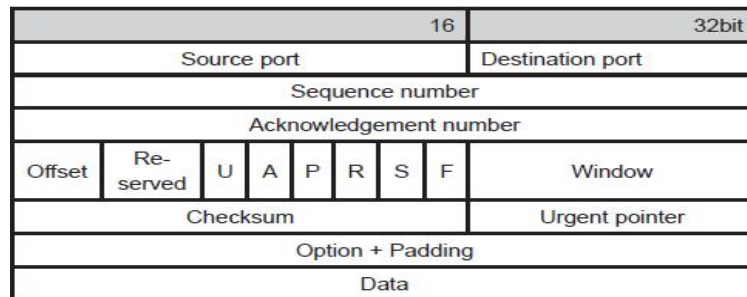 16 32bit
Source port Destination port
Sequence number
Acknowledgement number
Offset Re-
served U A P R S F Window
Checksum Urgent pointer
Option + Padding
Data